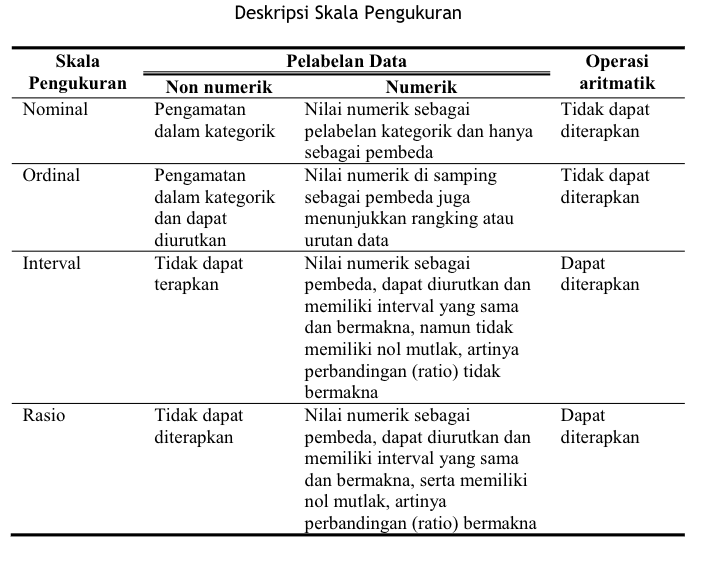 Deskripsi Skala Pengukuran
Skala Pengukuran
Pelabelan Data
Operasi aritmatik
Non numerik
Numerik
Nominal
Pengamatan
dalam kategorik
Nilai numerik sebagai
pelabelan kategorik dan hanya
sebagai pembeda
Tidak dapat
diterapkan
Ordinal
Pengamatan
dalam kategorik
dan dapat
diurutkan
Nilai numerik di samping
sebagai pembeda juga
menunjukkan rangking atau
urutan data
Tidak dapat
diterapkan
Interval
Tidak dapat
terapkan
Nilai numerik sebagai
pembeda, dapat diurutkan dan
memiliki interval yang sama
dan bermakna, namun tidak
memiliki nol mutlak, artinya
perbandingan (ratio) tidak
bermakna
Dapat
diterapkan
Rasio
Tidak dapat
diterapkan
Nilai numerik sebagai
pembeda, dapat diurutkan dan
memiliki interval yang sama
dan bermakna, serta memiliki
nol mutlak, artinya
perbandingan (ratio) bermakna
Dapat
diterapkan